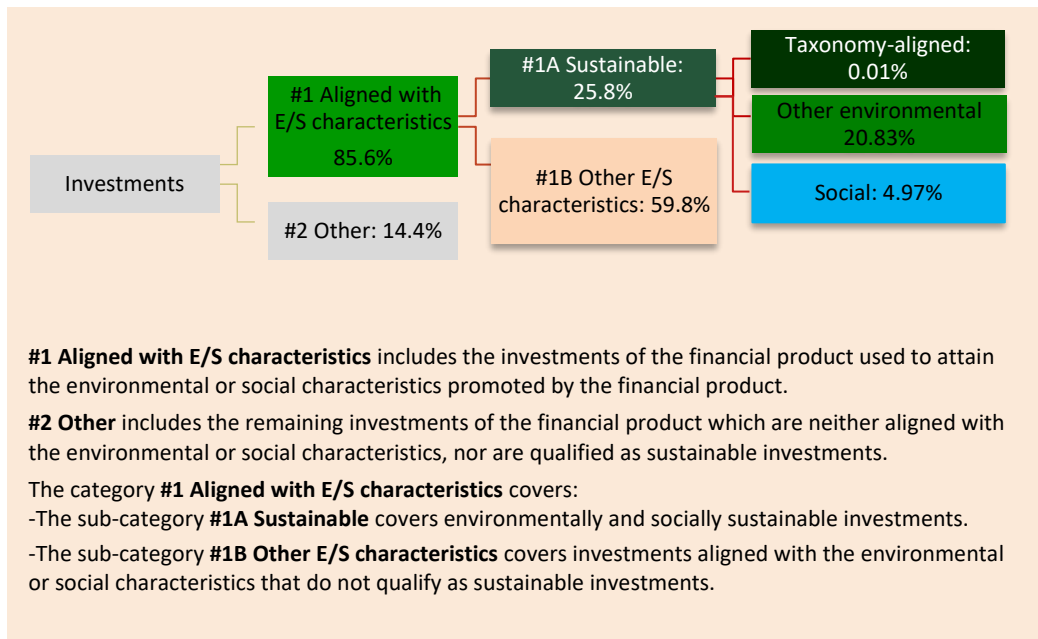 Investments
#1 Aligned with
E/S characteristics
85.6%
#2 Other: 14.4%
#1A Sustainable:
25.8%
#1B Other E/S
characteristics: 59.8%
Taxonomy-aligned:
0.01%
Other environmental
20.83%
Social: 4.97%
#1 Aligned with E/S characteristics includes the investments of the financial product used to attain
the environmental or social characteristics promoted by the financial product.
#2 Other includes the remaining investments of the financial product which are neither aligned with
the environmental or social characteristics, nor are qualified as sustainable investments.
The category #1 Aligned with E/S characteristics covers:
-The sub-category #1A Sustainable covers environmentally and socially sustainable investments.
-The sub-category #1B Other E/S characteristics covers investments aligned with the environmental
or social characteristics that do not qualify as sustainable investments.